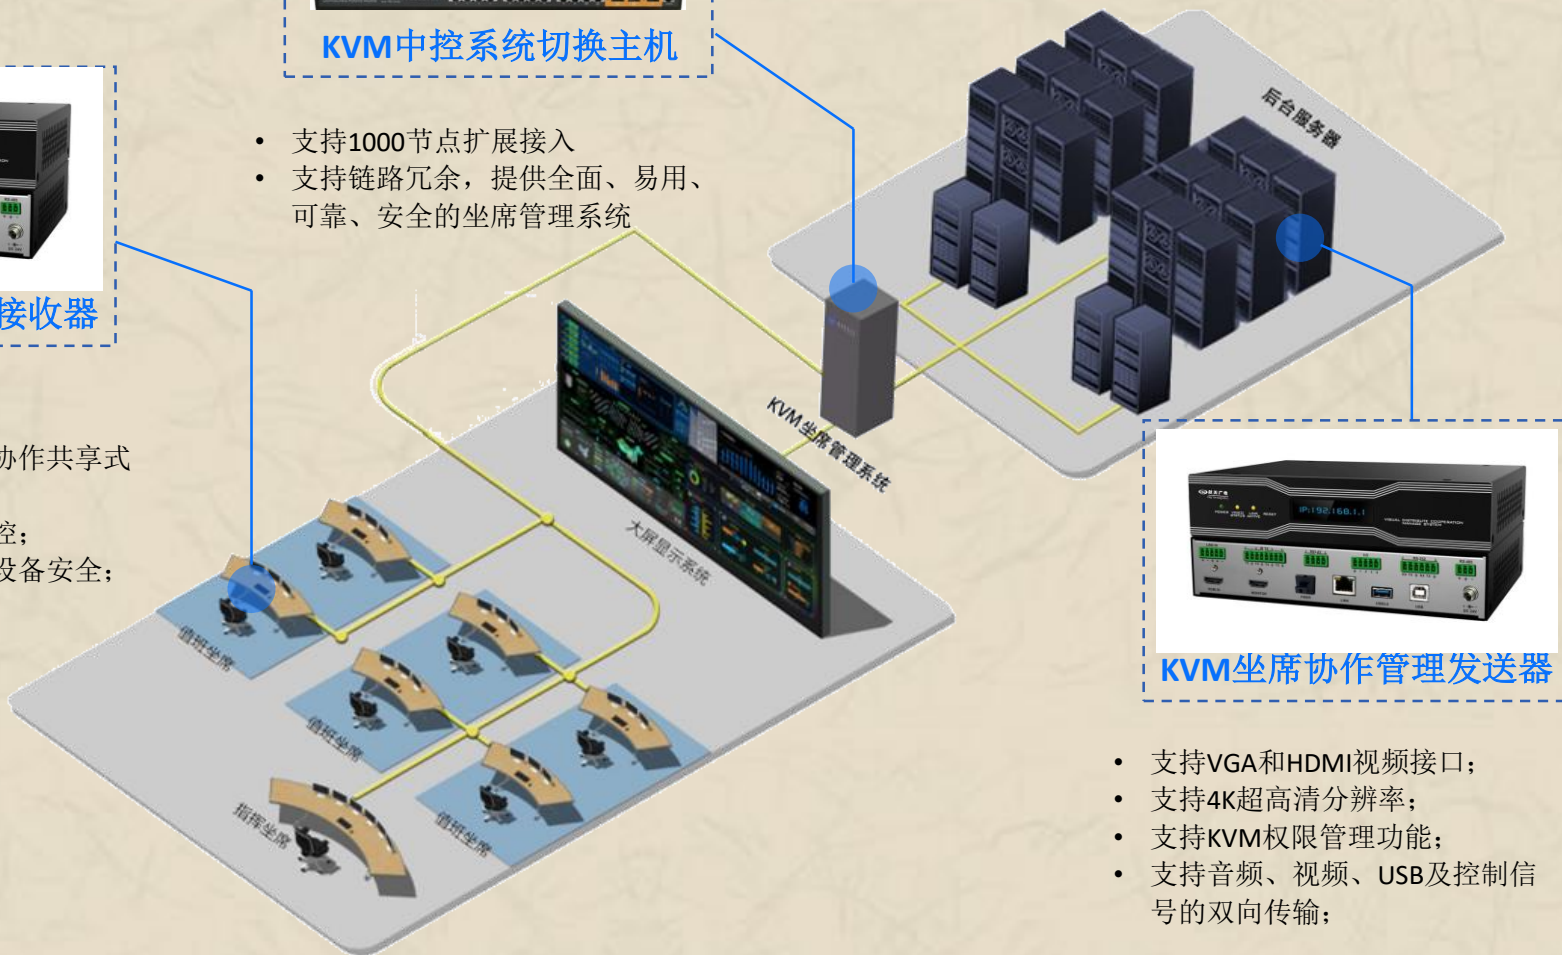 KVM中控系统切换主机
• 支持1000节点扩展接入
• 支持链路冗余，提供全面、易用、
可靠、安全的坐席管理系统
接收器
协作共享式
控；
设备安全；
后台服务器
KVM坐席管理系统
大屏显示系统
值班坐席
值班坐席
值班坐席
指挥坐席
IP:192.168.1.1
KVM坐席协作管理发送器
• 支持VGA和HDMI视频接口；
• 支持4K超高清分辨率；
• 支持KVM权限管理功能；
• 支持音频、视频、USB及控制信
号的双向传输；